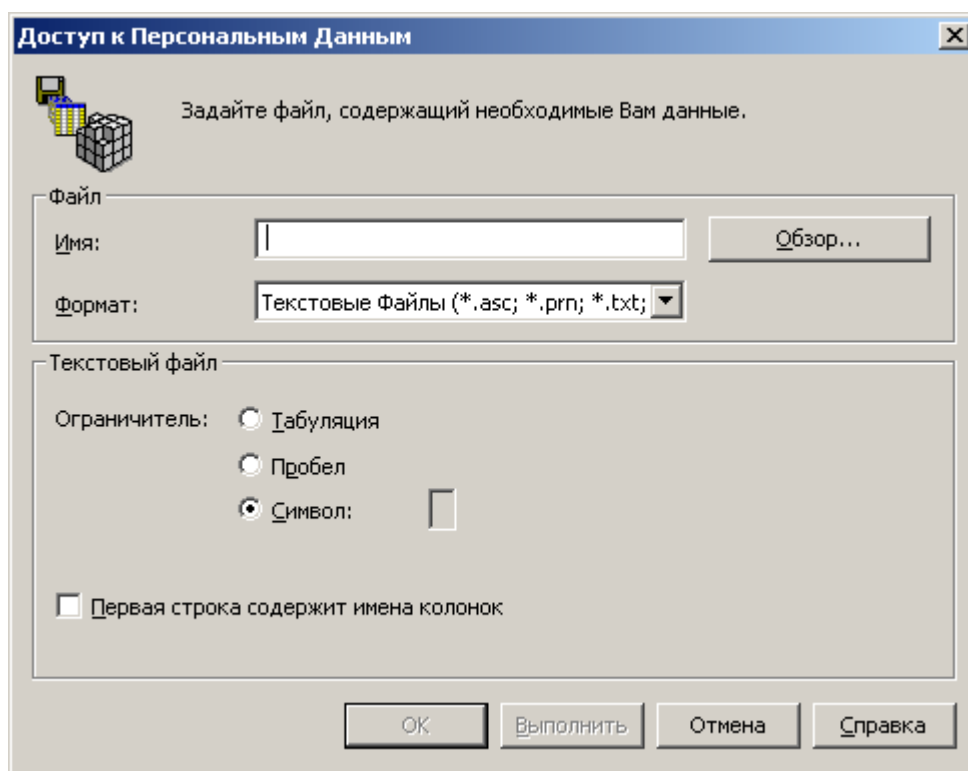 Доступ к Персональным Данным
Задайте файл, содержащий необходимые Вам данные.
Файл
Имя:
Обзор...
Формат:
Текстовые Файлы (*.asc; *.prn; *.txt;
Текстовый файл
Ограничитель:
Табуляция
Пробел
Символ:
Первая строка содержит имена колонок
OK
Выполнить
Отмена
Справка